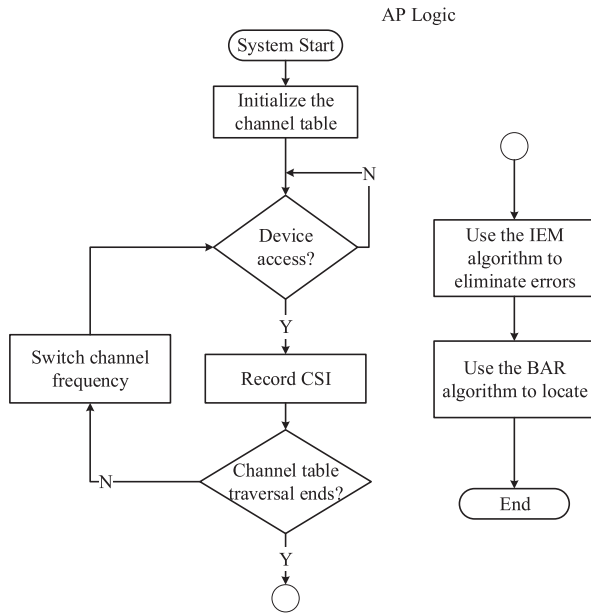 AP Logic
System Start
Initialize the
channel table
N
Device
access?
Y
Switch channel
frequency
Record CSI
Channel table
traversal ends?
N
Y
Use the IEM
algorithm to
eliminate errors
Use the BAR
algorithm to locate
End